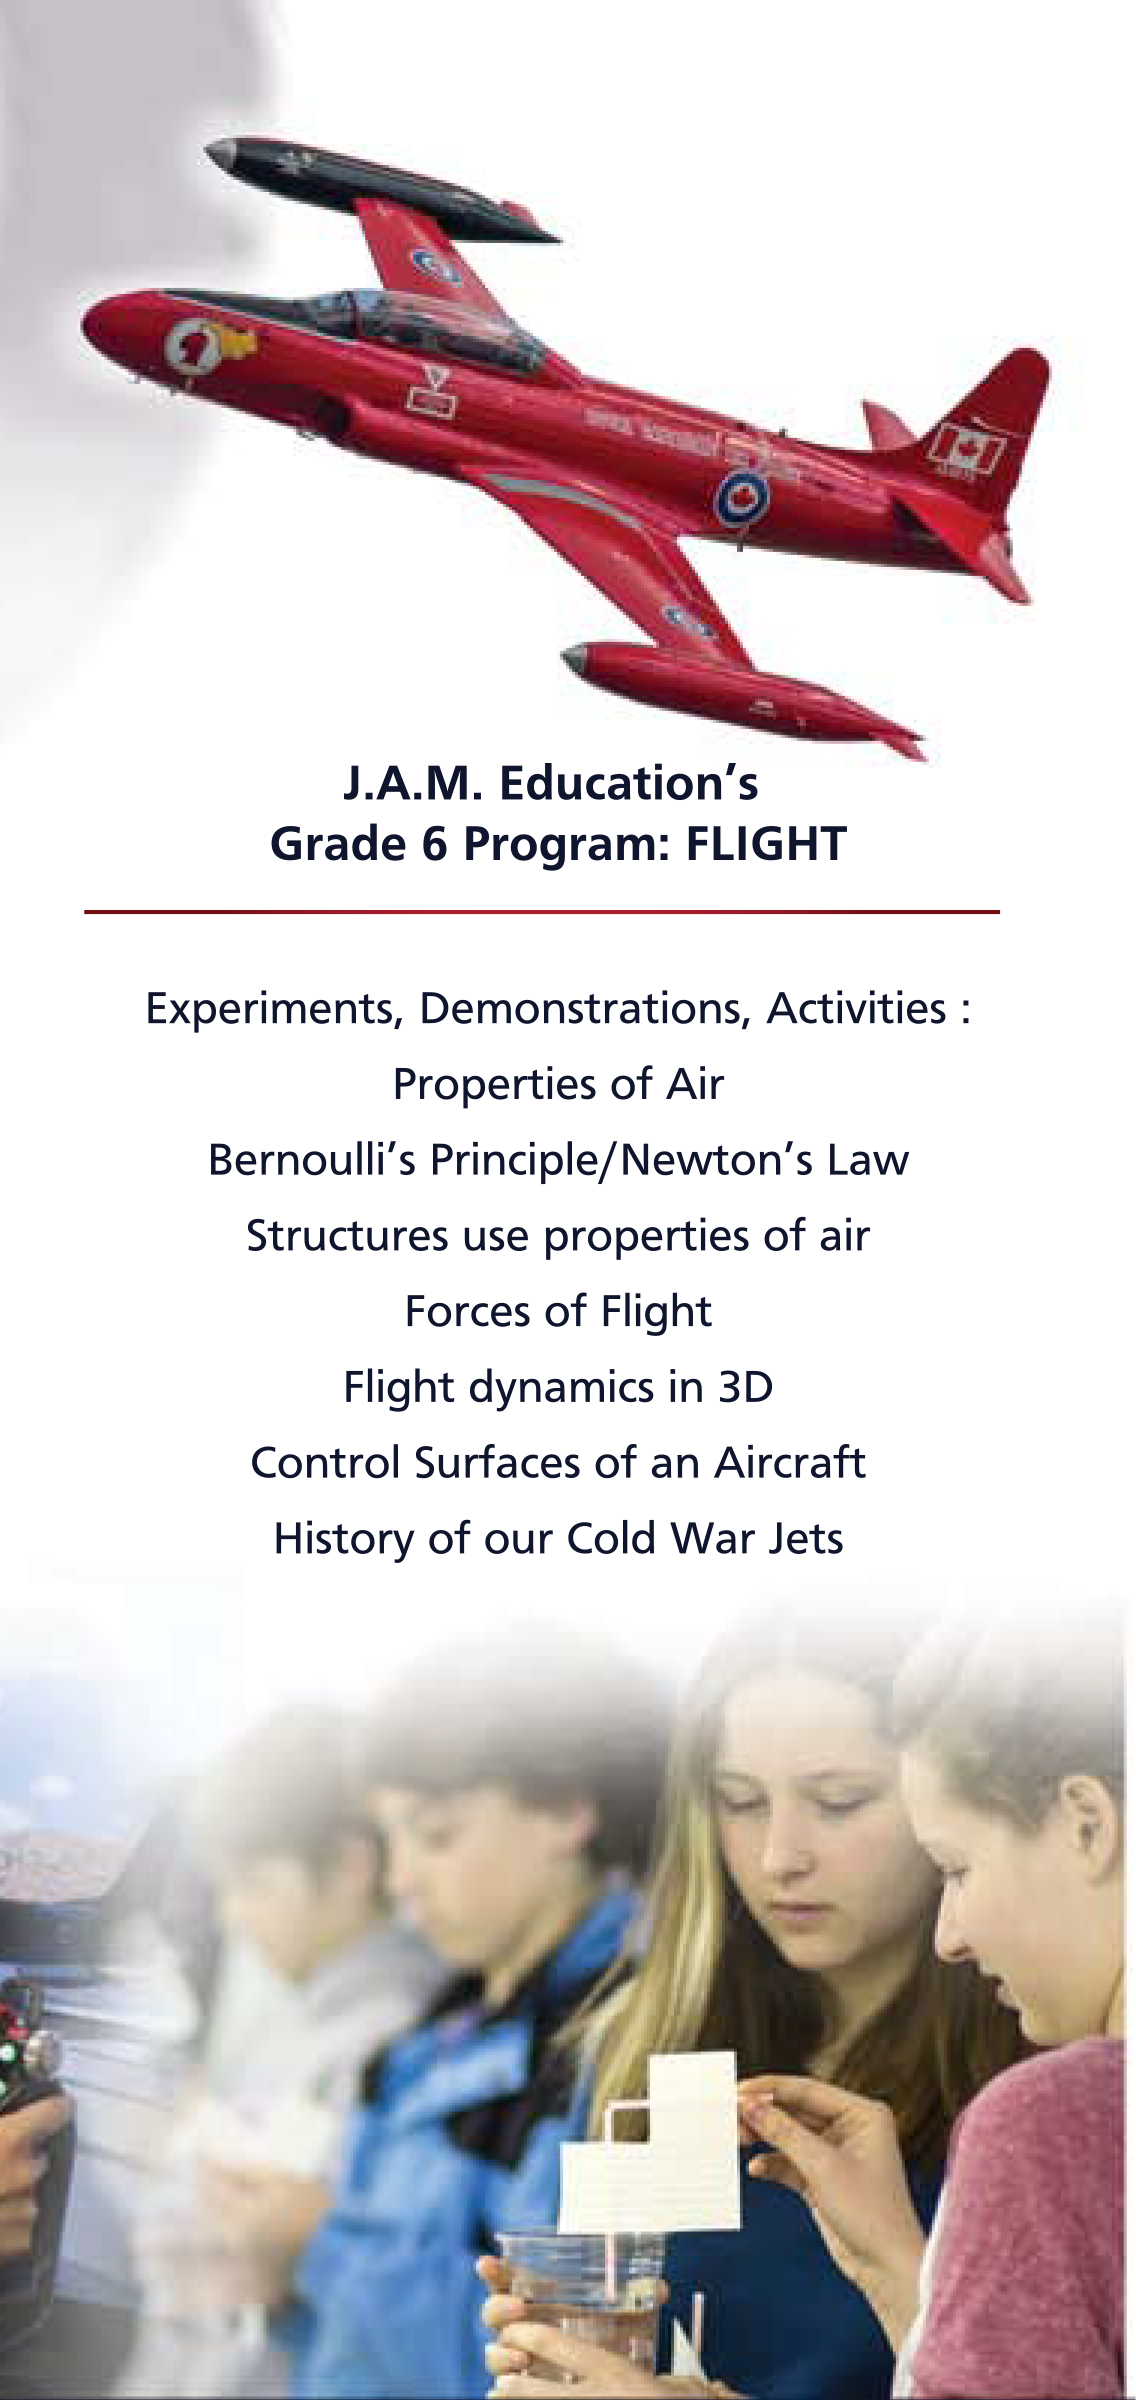 J.A.M. Education’s
Grade 6 Program: FLIGHT
Experiments, Demonstrations, Activities :
Properties of Air
Bernoulli’s Principle/Newton’s Law
Structures use properties of air
Forces of Flight
Flight dynamics in 3D
Control Surfaces of an Aircraft
History of our Cold War Jets